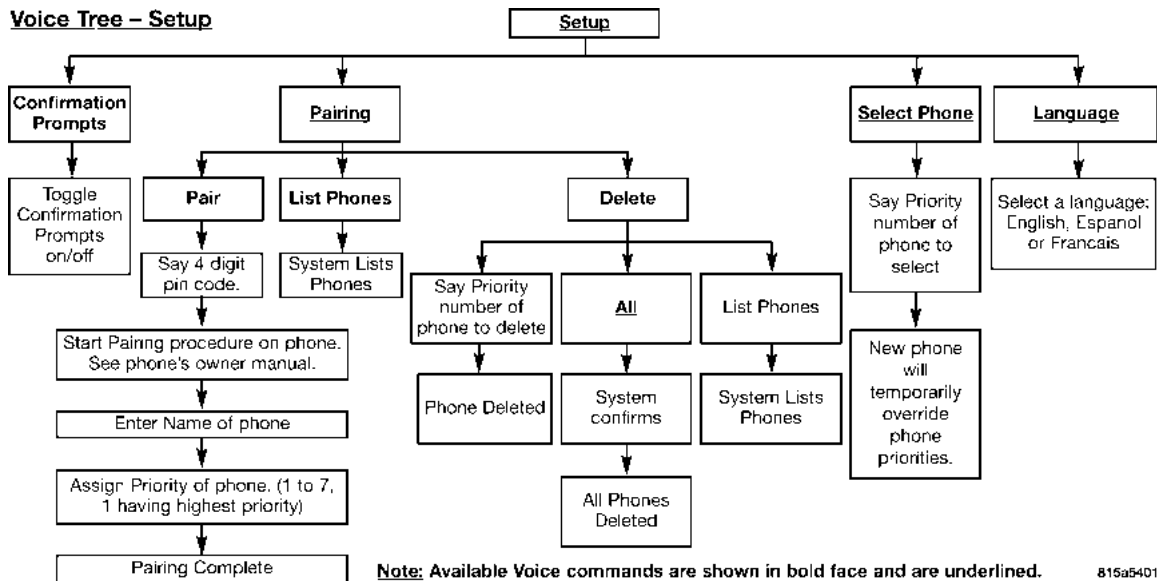 Voice Tree – Setup
Setup
Confirmation
Prompts
Pairing
Select Phone
Language
Toggle
Confirmation
Prompts
on/off
Pair
List Phones
Delete
Say Priority
number of
phone to
select
Select a language:
English, Espanol
or Francais
Say 4 digit
pin code.
System Lists
Phones
Say Priority
number of
phone to delete
All
List Phones
Start Pairing procedure on phone.
See phone's owner manual.
New phone
will
temporarily
override
phone
priorities.
Phone Deleted
System
confirms
System Lists
Phones
Enter Name of phone
Assign Priority of phone. (1 to 7,
1 having highest priority)
All Phones
Deleted
Pairing Complete
Note: Available Voice commands are shown in bold face and are underlined.
815a5401